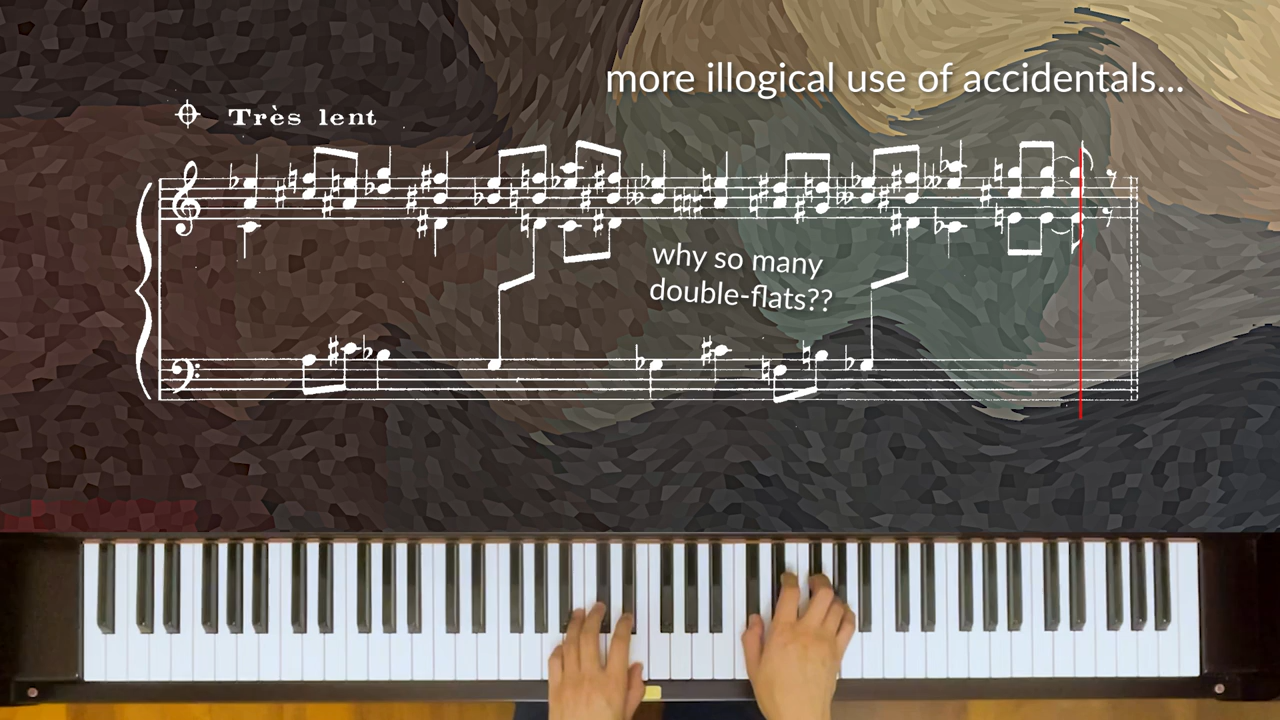 more illogical use of accidentals...
Très lent
why so many
double-flats??